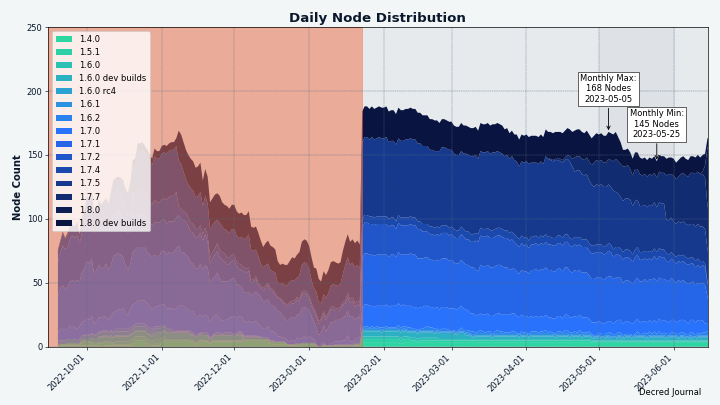 Daily Node Distribution
Node Count
250
200
150
100
50
0
1.4.0
1.5.1
1.6.0
1.6.0 dev builds
1.6.0 rc4
1.6.1
1.6.2
1.7.0
1.7.1
1.7.2
1.7.4
1.7.5
1.7.7
1.8.0
1.8.0 dev builds
Monthly Max:
168 Nodes
2023-05-05
Monthly Min:
145 Nodes
2023-05-25
2022-10-01
2022-11-01
2022-12-01
2023-01-01
2023-02-01
2023-03-01
2023-04-01
2023-05-01
2023-06-01
Decred Journal